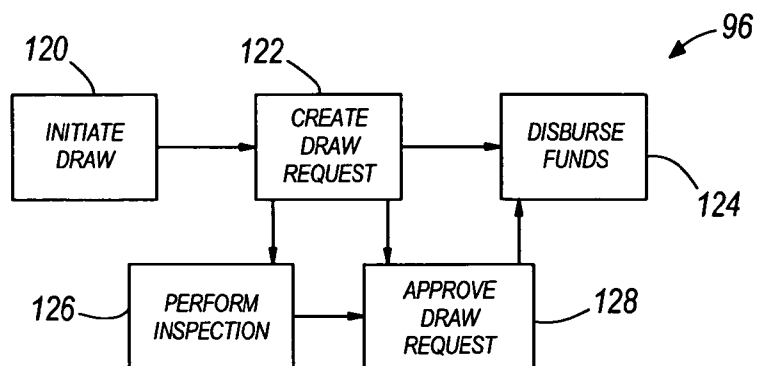 96
120
122
INITIATE
DRAW
CREATE
DRAW
REQUEST
DISBURSE
FUNDS
124
126
PERFORM
INSPECTION
APPROVE
DRAW
REQUEST
128